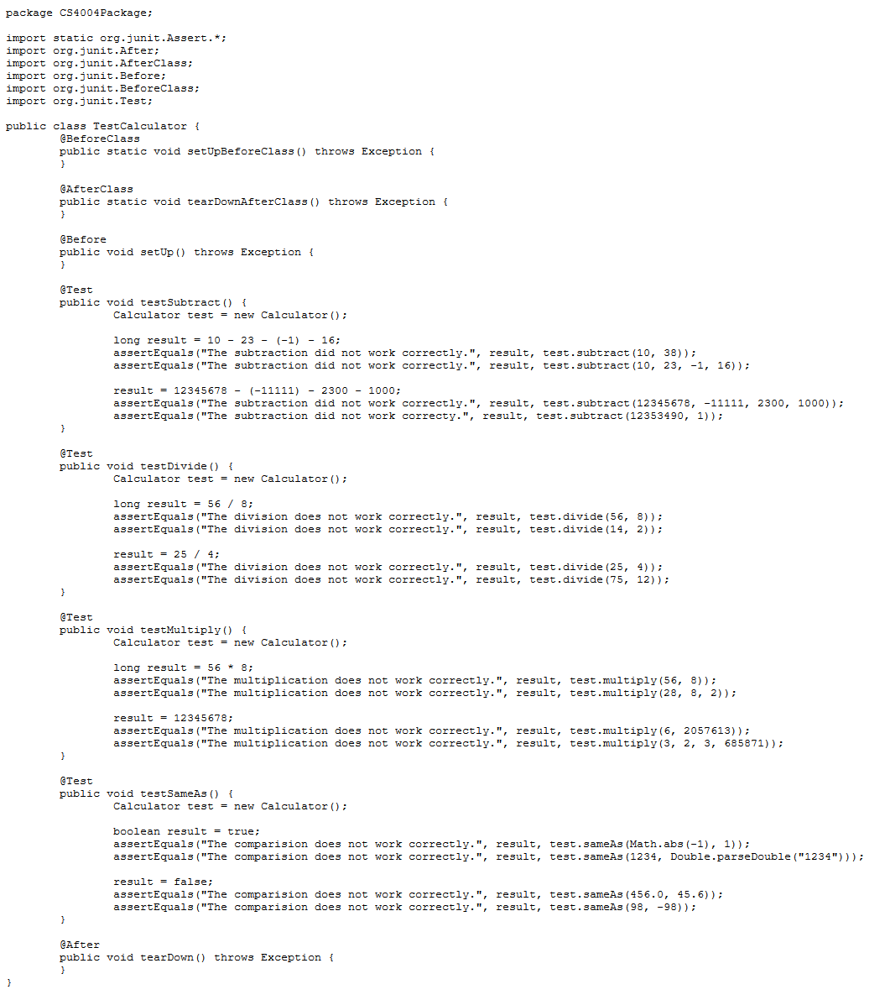 package CS4004Package;

import static org.junit.Assert.*;
import org.junit.After;
import org.junit.AfterClass;
import org.junit.Before;
import org.junit.BeforeClass;
import org.junit.Test;

public class TestCalculator {
        @BeforeClass
        public static void setUpBeforeClass() throws Exception {
        }

        @AfterClass
        public static void tearDownAfterClass() throws Exception {
        }

        @Before
        public void setUp() throws Exception {
        }

        @Test
        public void testSubtract() {
                Calculator test = new Calculator();

                long result = 10 - 23 - (-1) - 16;
                assertEquals("The subtraction did not work correctly.", result, test.subtract(10, 38));
                assertEquals("The subtraction did not work correctly.", result, test.subtract(10, 23, -1, 16));

                result = 12345678 - (-11111) - 2300 - 1000;
                assertEquals("The subtraction did not work correctly.", result, test.subtract(12345678, -11111, 2300, 1000));
                assertEquals("The subtraction did not work correcty.", result, test.subtract(12353490, 1));
        }

        @Test
        public void testDivide() {
                Calculator test = new Calculator();

                long result = 56 / 8;
                assertEquals("The division does not work correctly.", result, test.divide(56, 8));
                assertEquals("The division does not work correctly.", result, test.divide(14, 2));

                result = 25 / 4;
                assertEquals("The division does not work correctly.", result, test.divide(25, 4));
                assertEquals("The division does not work correctly.", result, test.divide(75, 12));
        }

        @Test
        public void testMultiply() {
                Calculator test = new Calculator();

                long result = 56 * 8;
                assertEquals("The multiplication does not work correctly.", result, test.multiply(56, 8));
                assertEquals("The multiplication does not work correctly.", result, test.multiply(28, 8, 2));

                result = 12345678;
                assertEquals("The multiplication does not work correctly.", result, test.multiply(6, 2057613));
                assertEquals("The multiplication does not work correctly.", result, test.multiply(3, 2, 3, 685871));
        }

        @Test
        public void testSameAs() {
                Calculator test = new Calculator();

                boolean result = true;
                assertEquals("The comparision does not work correctly.", result, test.sameAs(Math.abs(-1), 1));
                assertEquals("The comparision does not work correctly.", result, test.sameAs(1234, Double.parseDouble("1234")));

                result = false;
                assertEquals("The comparision does not work correctly.", result, test.sameAs(456.0, 45.6));
                assertEquals("The comparision does not work correctly.", result, test.sameAs(98, -98));
        }

        @After
        public void tearDown() throws Exception {
        }
}